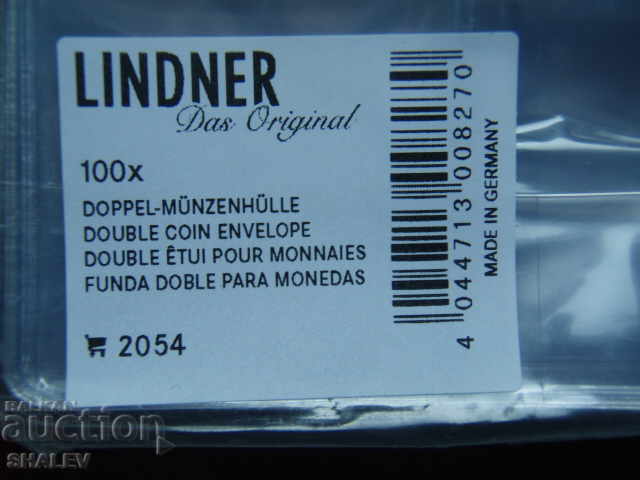 LINDNER
Das Original
100x
DOPPEL-MÜNZENHÜLLE
DOUBLE COIN ENVELOPE
DOUBLE ÊTUI POUR MONNAIES
FUNDA DOBLE PARA MONEDAS
2054
4 044713 008270
MADE IN GERMANY
BALKAN
auction
SHALEV